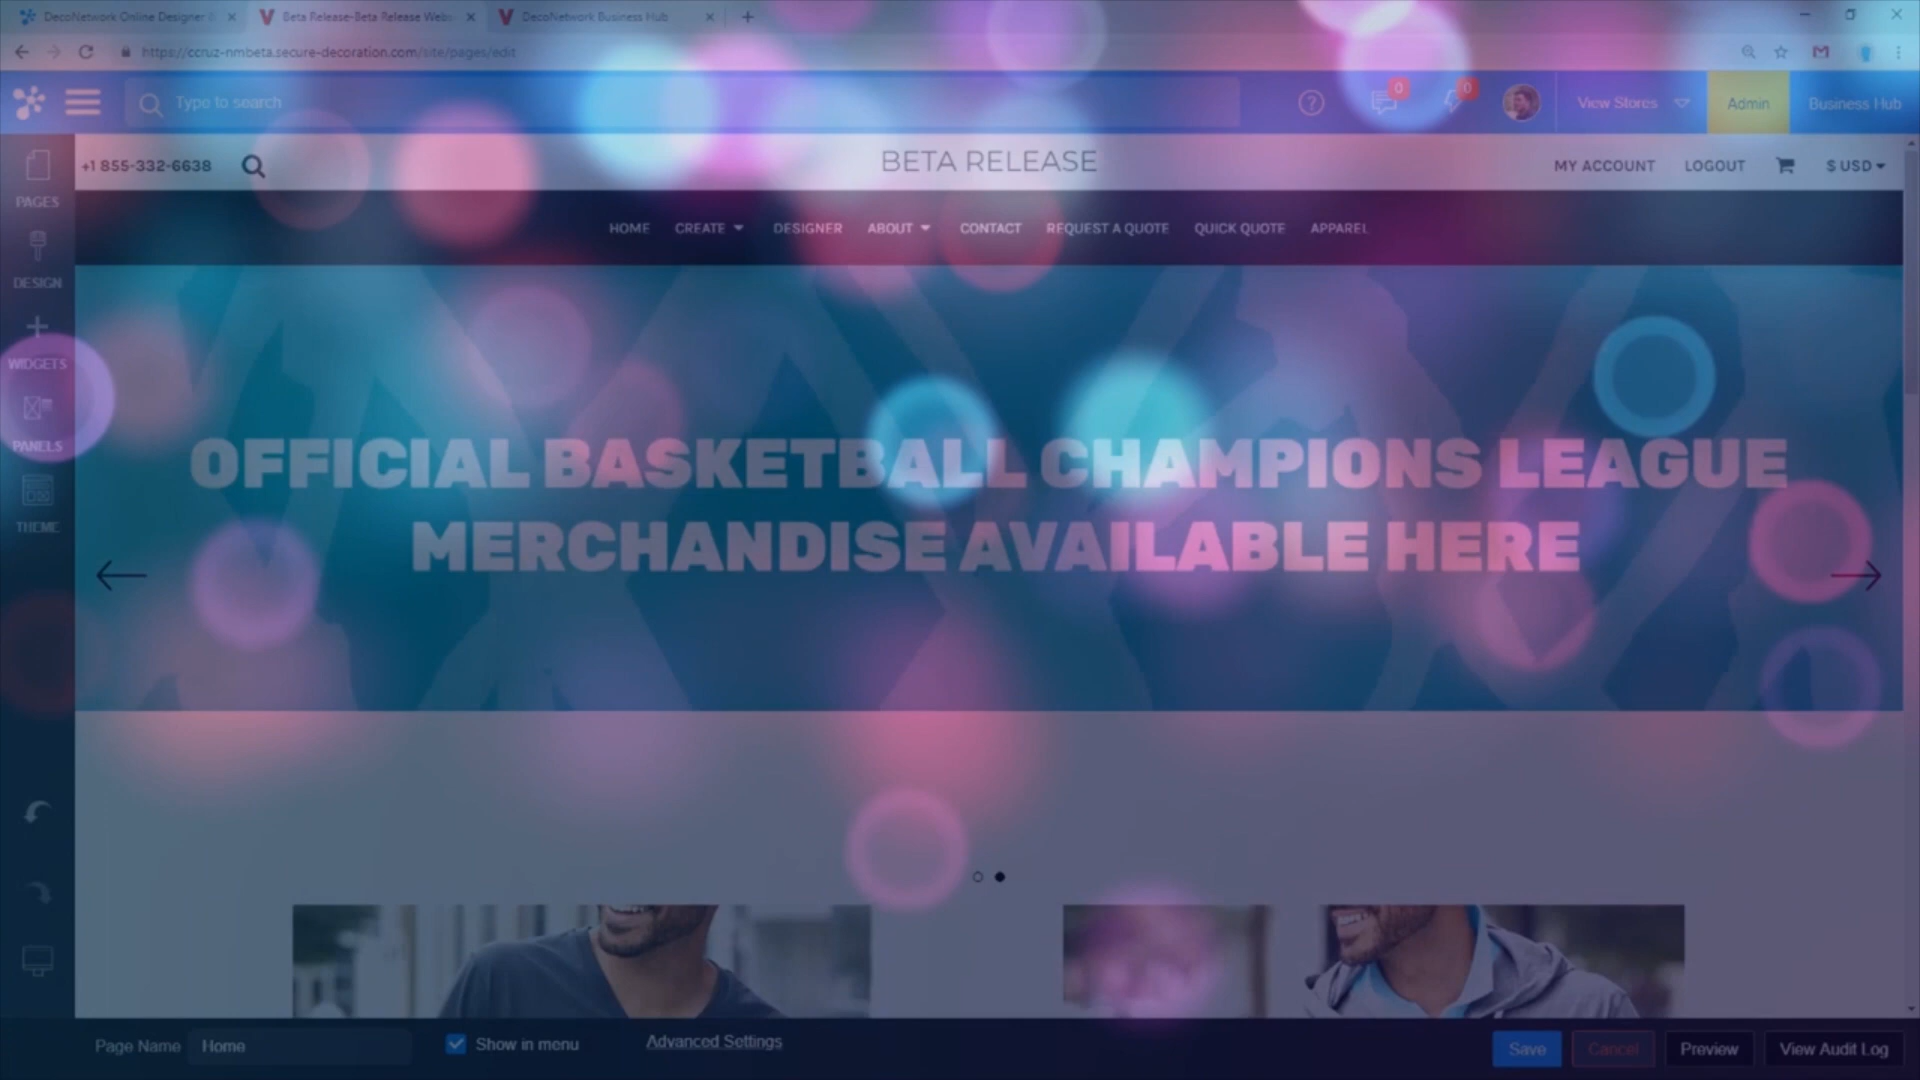 DecoNetwork Online Designer
Beta Release-Beta Release Webs
DecoNetwork Business Hub
https://ccruz-nmbeta.secure-decoration.com/site/pages/edit
Type to search
0
0
View Stores
Admin
Business Hub
+1 855-332-6638
BETA RELEASE
MY ACCOUNT
LOGOUT
$ USD
PAGES
DESIGN
WIDGETS
PANELS
THEME
HOME
CREATE
DESIGNER
ABOUT
CONTACT
REQUEST A QUOTE
QUICK QUOTE
APPAREL
OFFICIAL BASKETBALL CHAMPIONS LEAGUE
MERCHANDISE AVAILABLE HERE
Page Name
Home
Show in menu
Advanced Settings
Save
Cancel
Preview
View Audit Log